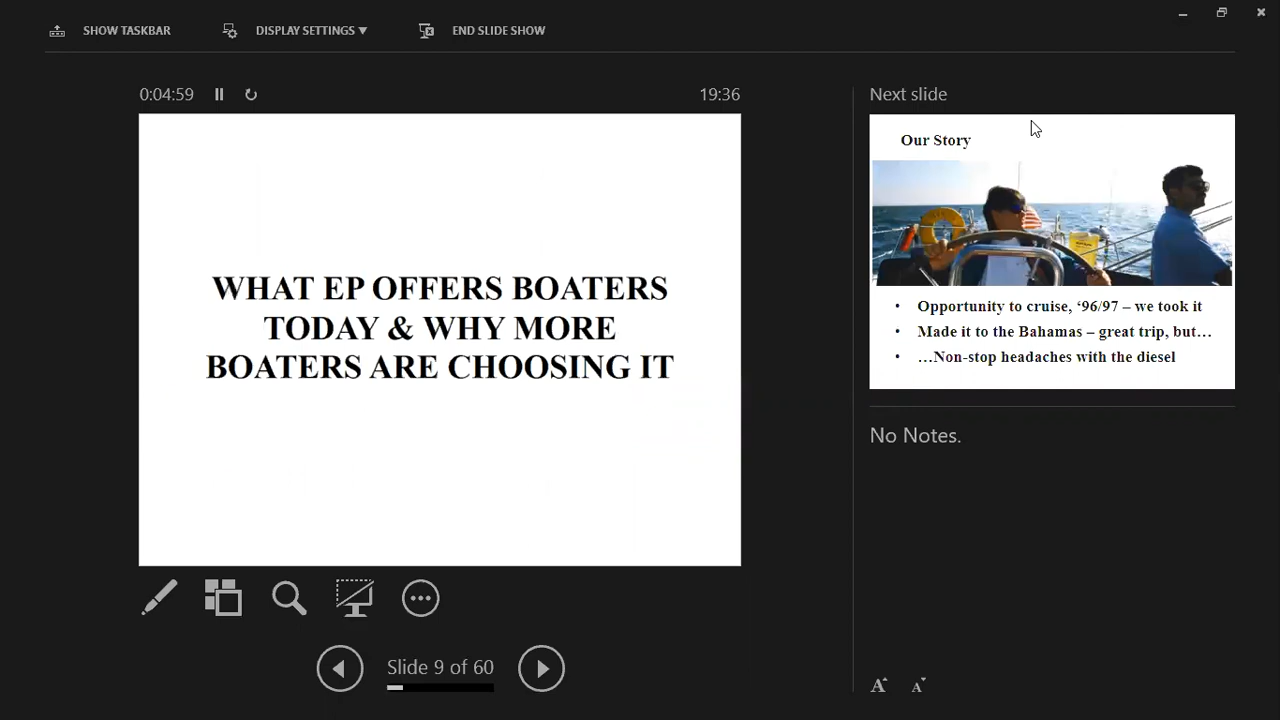 SHOW TASKBAR
DISPLAY SETTINGS ▼
END SLIDE SHOW
0:04:59
19:36
WHAT EP OFFERS BOATERS
TODAY & WHY MORE
BOATERS ARE CHOOSING IT
Slide 9 of 60
Next slide
Our Story
• Opportunity to cruise, ‘96/97 – we took it
• Made it to the Bahamas – great trip, but…
• …Non-stop headaches with the diesel
No Notes.
A A